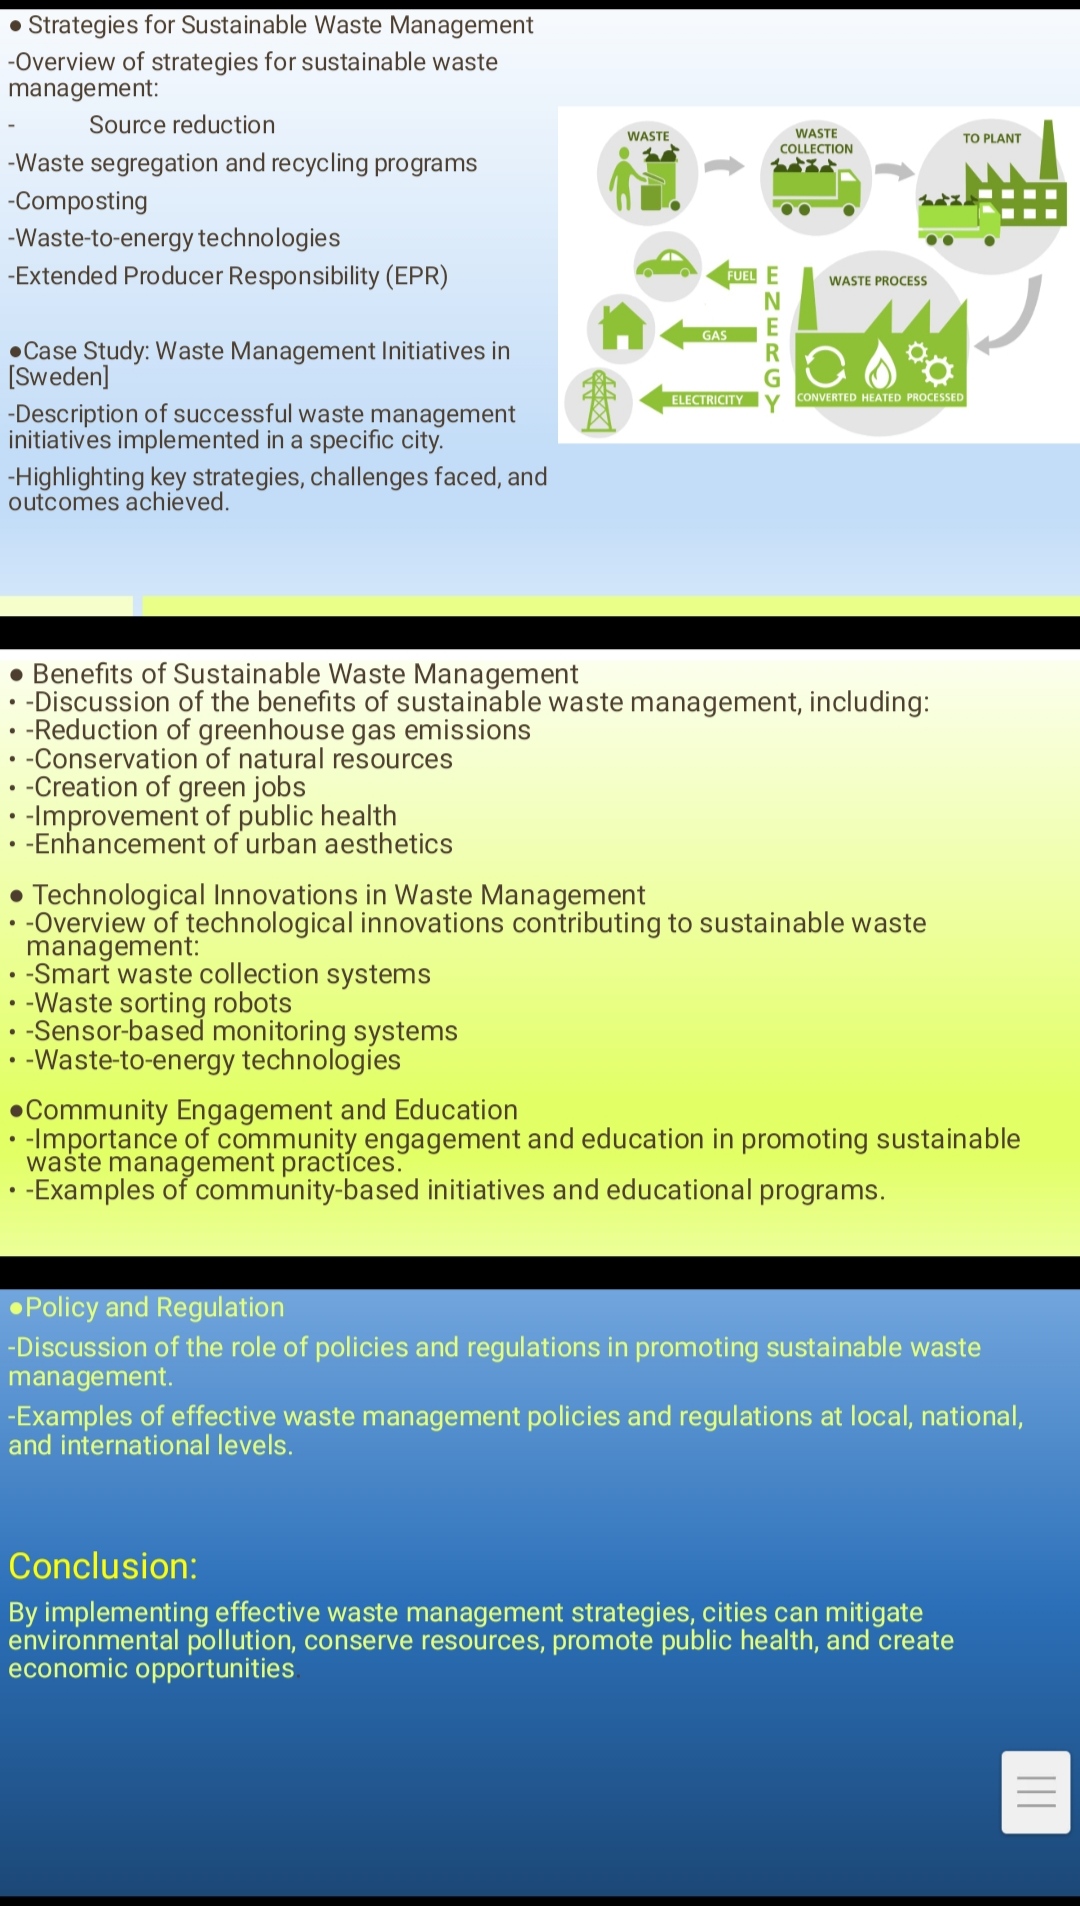 ● Strategies for Sustainable Waste Management
-Overview of strategies for sustainable waste
management:
- Source reduction
-Waste segregation and recycling programs
-Composting
-Waste-to-energy technologies
-Extended Producer Responsibility (EPR)
●Case Study: Waste Management Initiatives in
[Sweden]
-Description of successful waste management
initiatives implemented in a specific city.
-Highlighting key strategies, challenges faced, and
outcomes achieved.
WASTE
WASTE
COLLECTION
TO PLANT
FUEL
GAS
ELECTRICITY
ENERGY
WASTE PROCESS
CONVERTED HEATED PROCESSED
● Benefits of Sustainable Waste Management
• -Discussion of the benefits of sustainable waste management, including:
• -Reduction of greenhouse gas emissions
• -Conservation of natural resources
• -Creation of green jobs
• -Improvement of public health
• -Enhancement of urban aesthetics
● Technological Innovations in Waste Management
• -Overview of technological innovations contributing to sustainable waste
management:
• -Smart waste collection systems
• -Waste sorting robots
• -Sensor-based monitoring systems
• -Waste-to-energy technologies
●Community Engagement and Education
• -Importance of community engagement and education in promoting sustainable
waste management practices.
• -Examples of community-based initiatives and educational programs.
●Policy and Regulation
-Discussion of the role of policies and regulations in promoting sustainable waste
management.
-Examples of effective waste management policies and regulations at local, national,
and international levels.
Conclusion:
By implementing effective waste management strategies, cities can mitigate
environmental pollution, conserve resources, promote public health, and create
economic opportunities.